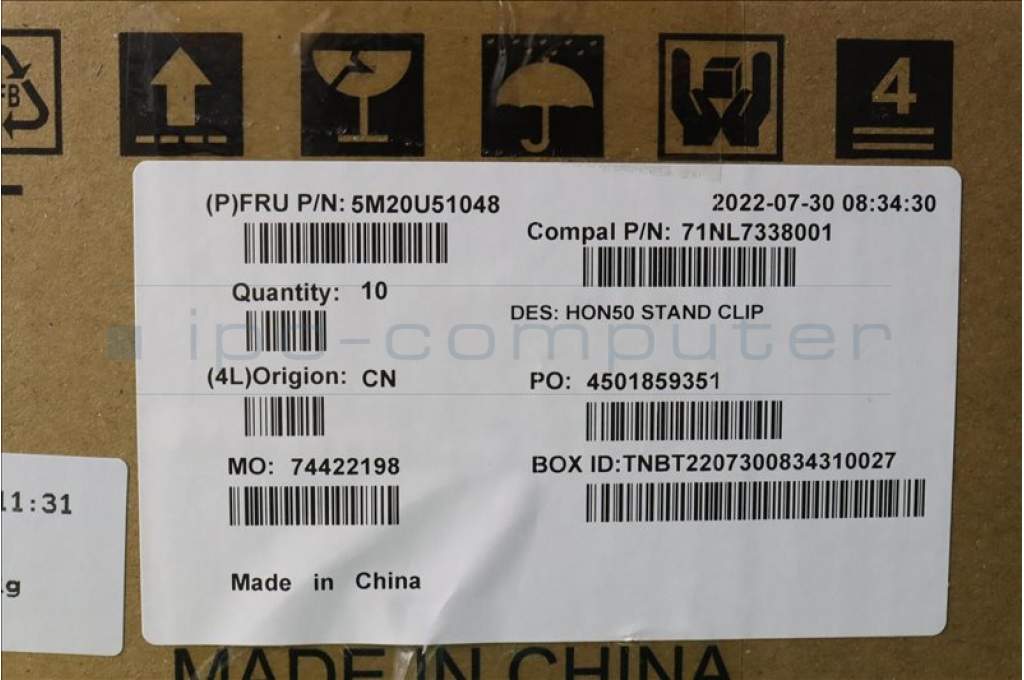 4
(P)FRU P/N: 5M20U51048
2022-07-30 08:34:30
Compal P/N: 71NL7338001
Quantity: 10
DES: HON50 STAND CLIP
ipc-computer
(4L)Origion: CN
PO: 4501859351
MO: 74422198
BOX ID:TNBT2207300834310027
11:31
Made in China
MADE IN CHINA